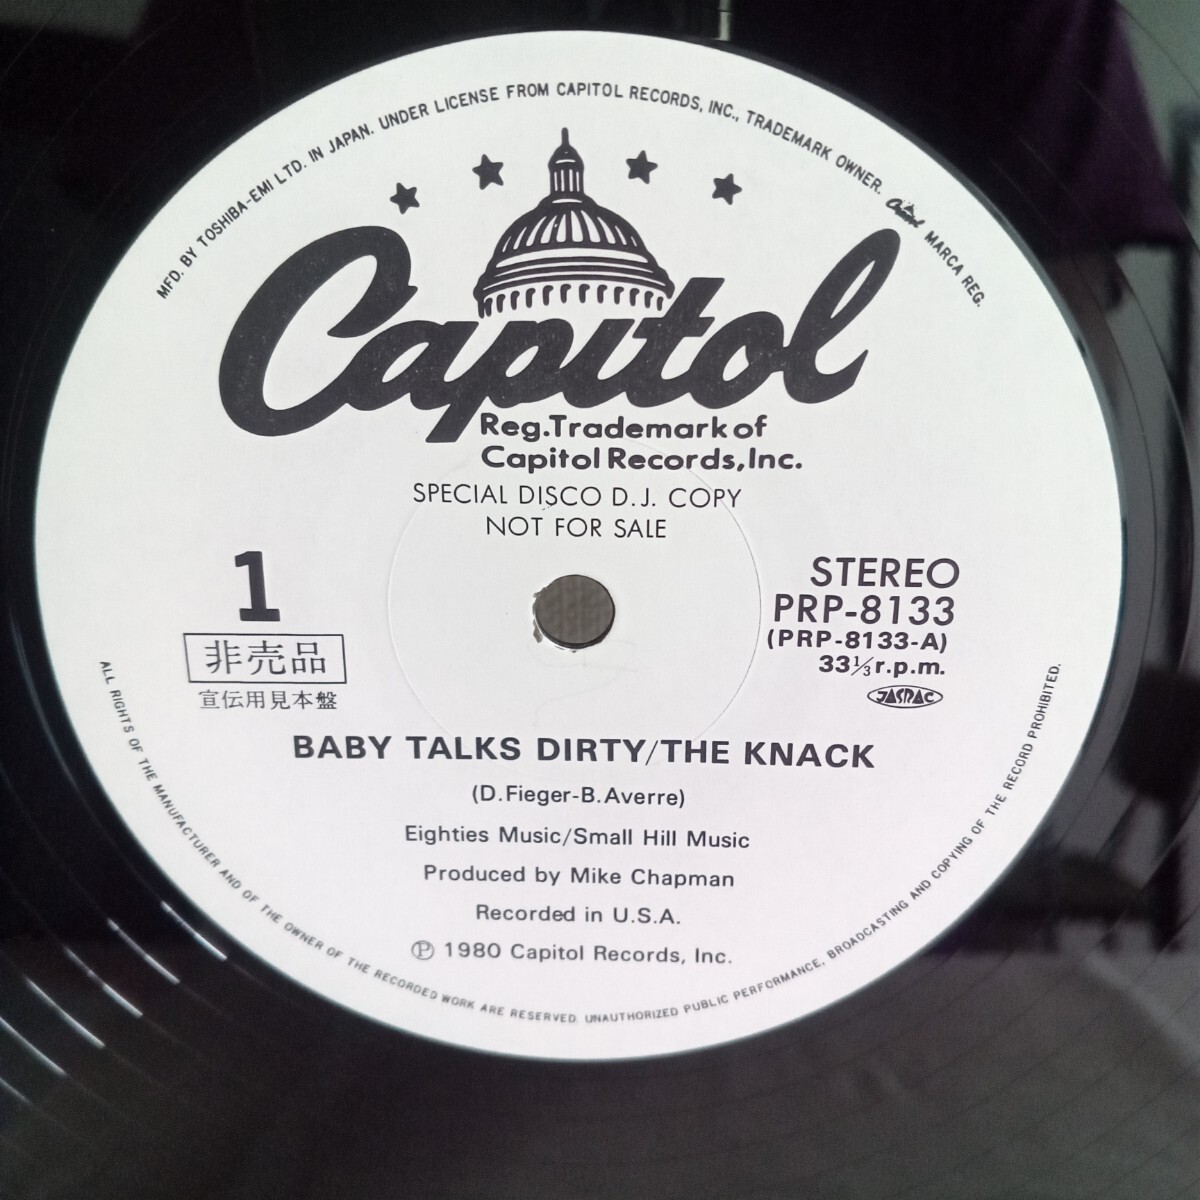 MFD. BY TOSHIBA-EMI LTD. IN JAPAN. UNDER LICENSE FROM CAPITOL RECORDS, INC., TRADEMARK OWNER. Capitol MARCA REG.
Capitol
Reg.Trademark of
Capitol Records,Inc.
SPECIAL DISCO D.J. COPY
NOT FOR SALE
1
非売品
宣伝用見本盤
STEREO
PRP-8133
(PRP-8133-A)
33⅓r.p.m.
JASRAC
BABY TALKS DIRTY/THE KNACK
(D.Fieger-B.Averre)
Eighties Music/Small Hill Music
Produced by Mike Chapman
Recorded in U.S.A.
℗ 1980 Capitol Records, Inc.
ALL RIGHTS OF THE MANUFACTURER AND OF THE OWNER OF THE RECORDED WORK ARE RESERVED. UNAUTHORIZED PUBLIC PERFORMANCE, BROADCASTING AND COPYING OF THE RECORD PROHIBITED.